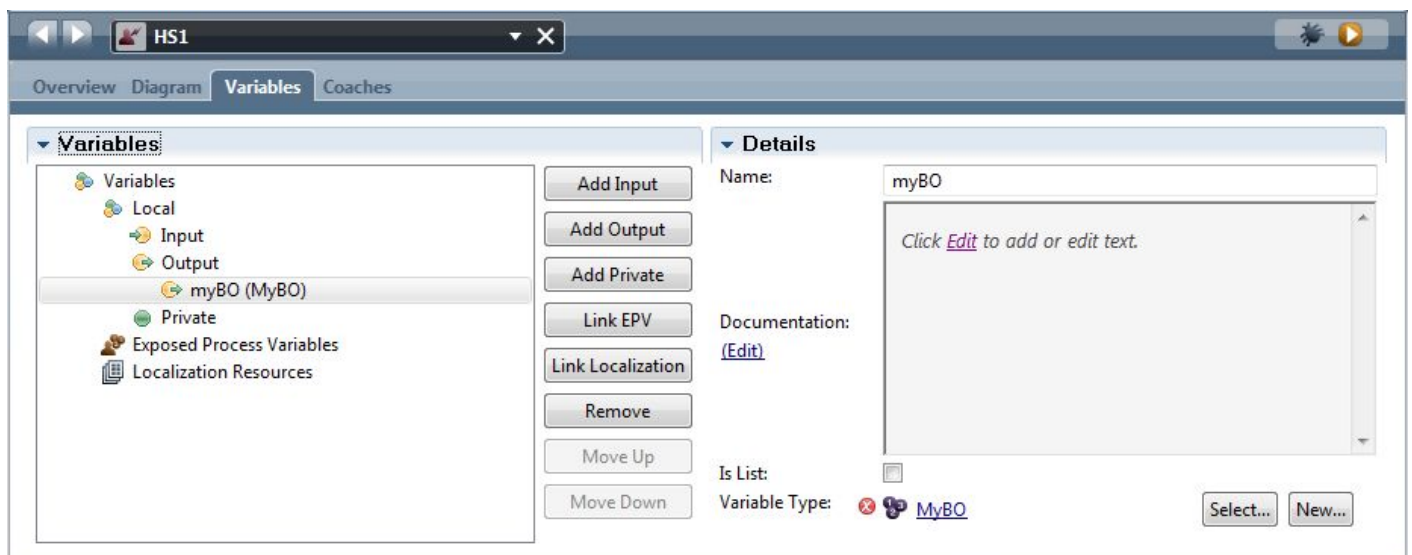 HS1
Overview Diagram Variables Coaches
Variables
Variables
Local
Input
Output
myBO (MyBO)
Private
Exposed Process Variables
Localization Resources
Add Input
Add Output
Add Private
Link EPV
Link Localization
Remove
Move Up
Move Down
Details
Name: myBO
Click Edit to add or edit text.
Documentation:
(Edit)
Is List:
Variable Type: MyBO Select... New...